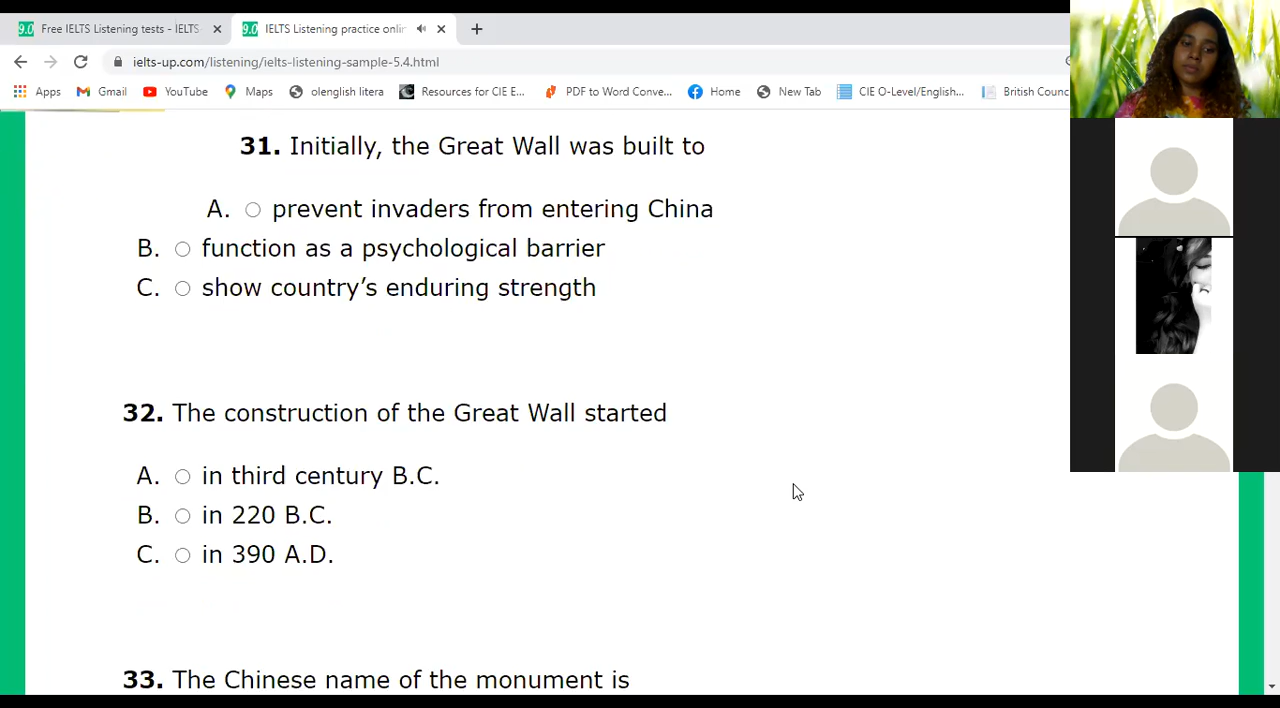 9.0 Free IELTS Listening tests - IELTS
9.0 IELTS Listening practice onlin
ielts-up.com/listening/ielts-listening-sample-5.4.html
Apps Gmail YouTube Maps olenglish litera Resources for CIE E... PDF to Word Conve... Home New Tab CIE O-Level/English... British Counc
31. Initially, the Great Wall was built to
A. prevent invaders from entering China
B. function as a psychological barrier
C. show country’s enduring strength
32. The construction of the Great Wall started
A. in third century B.C.
B. in 220 B.C.
C. in 390 A.D.
33. The Chinese name of the monument is